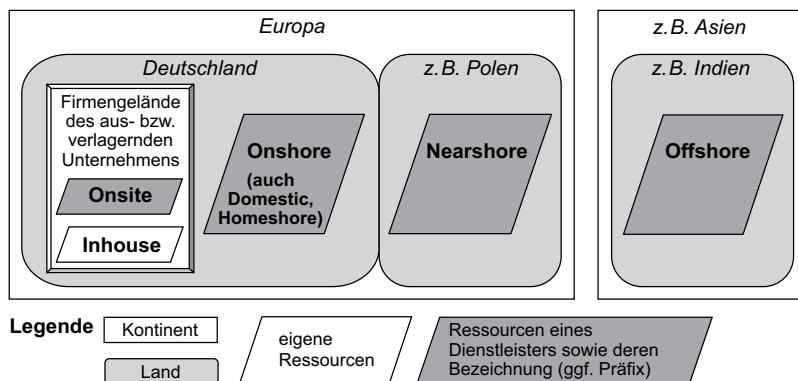 Europa
z.B. Asien
Deutschland
z.B. Polen
z.B. Indien
Firmengelände
des aus- bzw.
verlagernden
Unternehmens
Onsite
Inhouse
Onshore
(auch
Domestic,
Homeshore)
Nearshore
Offshore
Legende
Kontinent
Land
eigene
Ressourcen
Ressourcen eines
Dienstleisters sowie deren
Bezeichnung (ggf. Präfix)